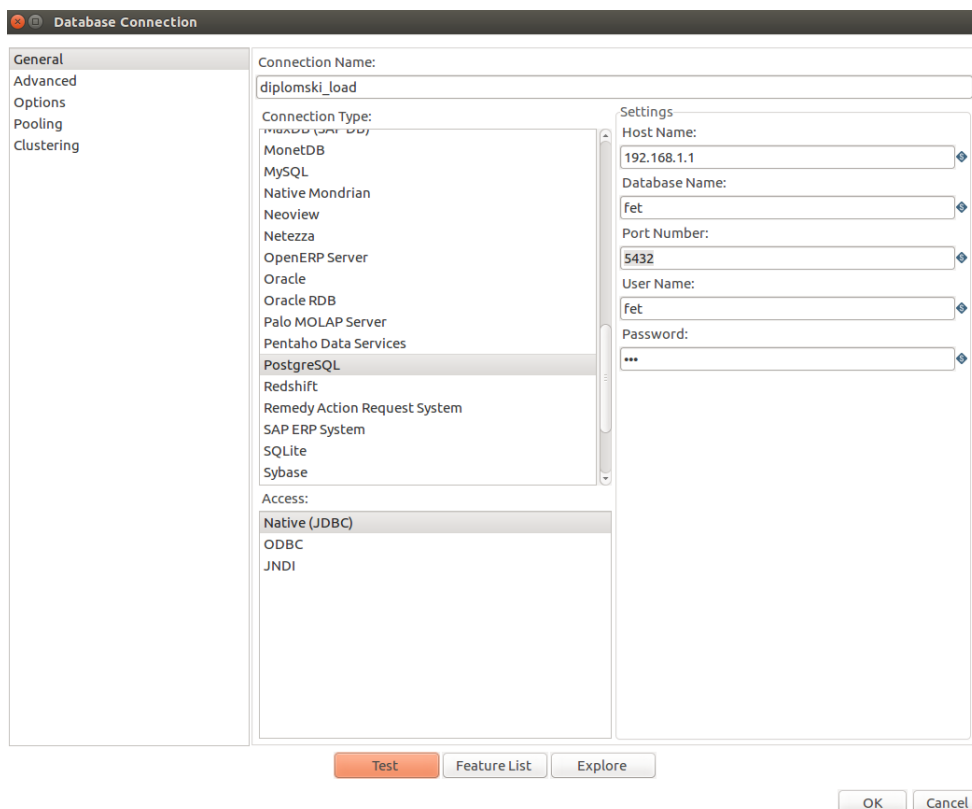 Database Connection
General
Advanced
Options
Pooling
Clustering
Connection Name:
diplomski_load
Connection Type:
MaxDB (SAP DB)
MonetDB
MySQL
Native Mondrian
Neoview
Netezza
OpenERP Server
Oracle
Oracle RDB
Palo MOLAP Server
Pentaho Data Services
PostgreSQL
Redshift
Remedy Action Request System
SAP ERP System
SQLite
Sybase
Access:
Native (JDBC)
ODBC
JNDI
Settings
Host Name:
192.168.1.1
Database Name:
fet
Port Number:
5432
User Name:
fet
Password:
•••
Test
Feature List
Explore
OK
Cancel